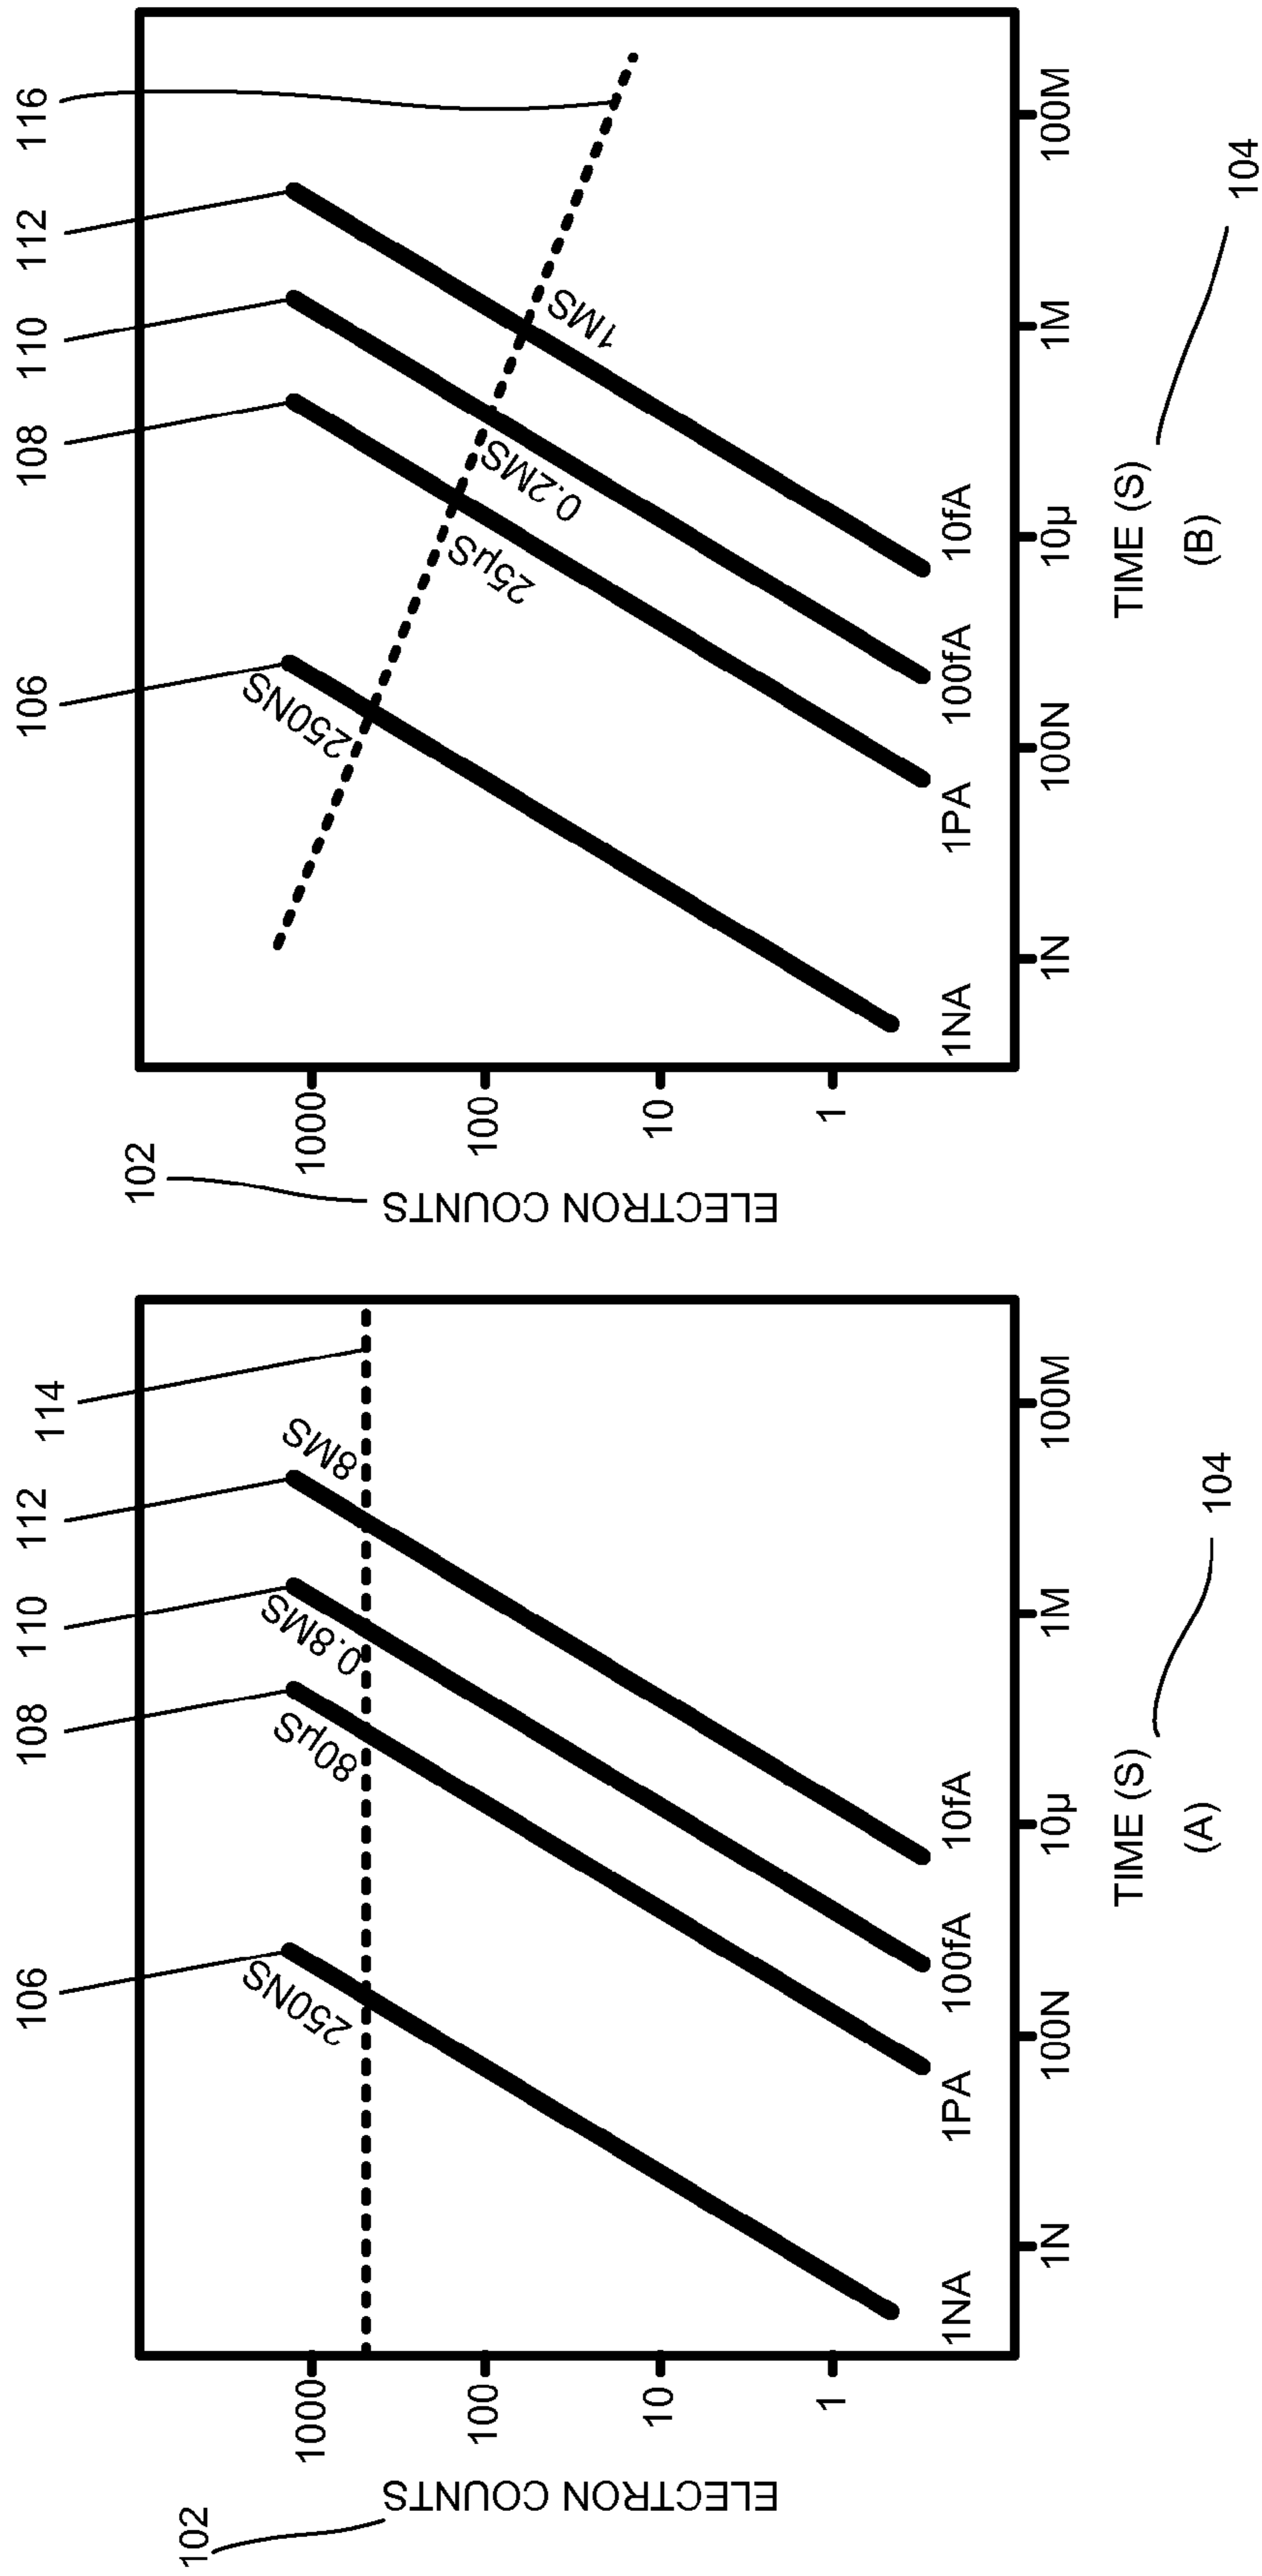 102
ELECTRON COUNTS
1000
100
10
1
106
108
110
112
114
250NS
80µS
0.8MS
8MS
1NA
1PA
100fA
10fA
1N
100N
10µ
1M
100M
TIME (S)
104
(A)
102
ELECTRON COUNTS
1000
100
10
1
106
108
110
112
116
250NS
25µS
0.2MS
1MS
1NA
1PA
100fA
10fA
1N
100N
10µ
1M
100M
TIME (S)
104
(B)